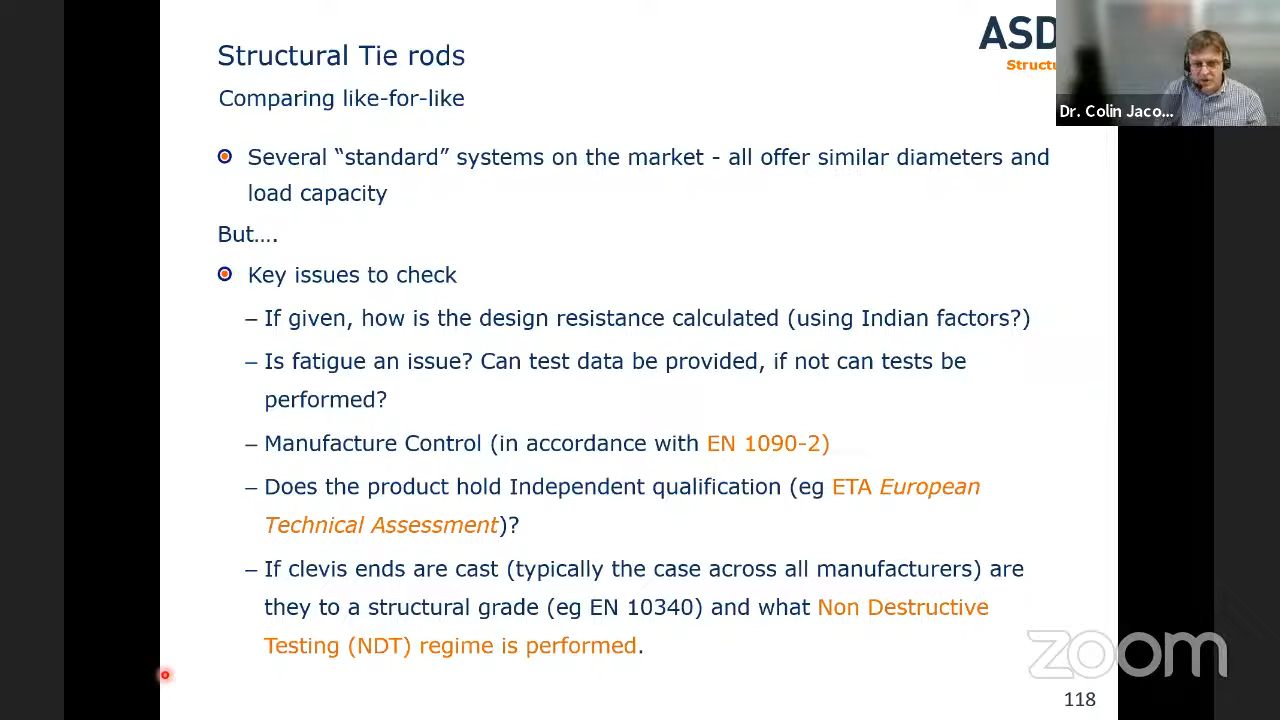 Structural Tie rods
ASD
Structu
Comparing like-for-like
Dr. Colin Jaco...
Several “standard” systems on the market - all offer similar diameters and
load capacity
But….
Key issues to check
– If given, how is the design resistance calculated (using Indian factors?)
– Is fatigue an issue? Can test data be provided, if not can tests be
performed?
– Manufacture Control (in accordance with EN 1090-2)
– Does the product hold Independent qualification (eg ETA European
Technical Assessment)?
– If clevis ends are cast (typically the case across all manufacturers) are
they to a structural grade (eg EN 10340) and what Non Destructive
Testing (NDT) regime is performed.
zoom
118